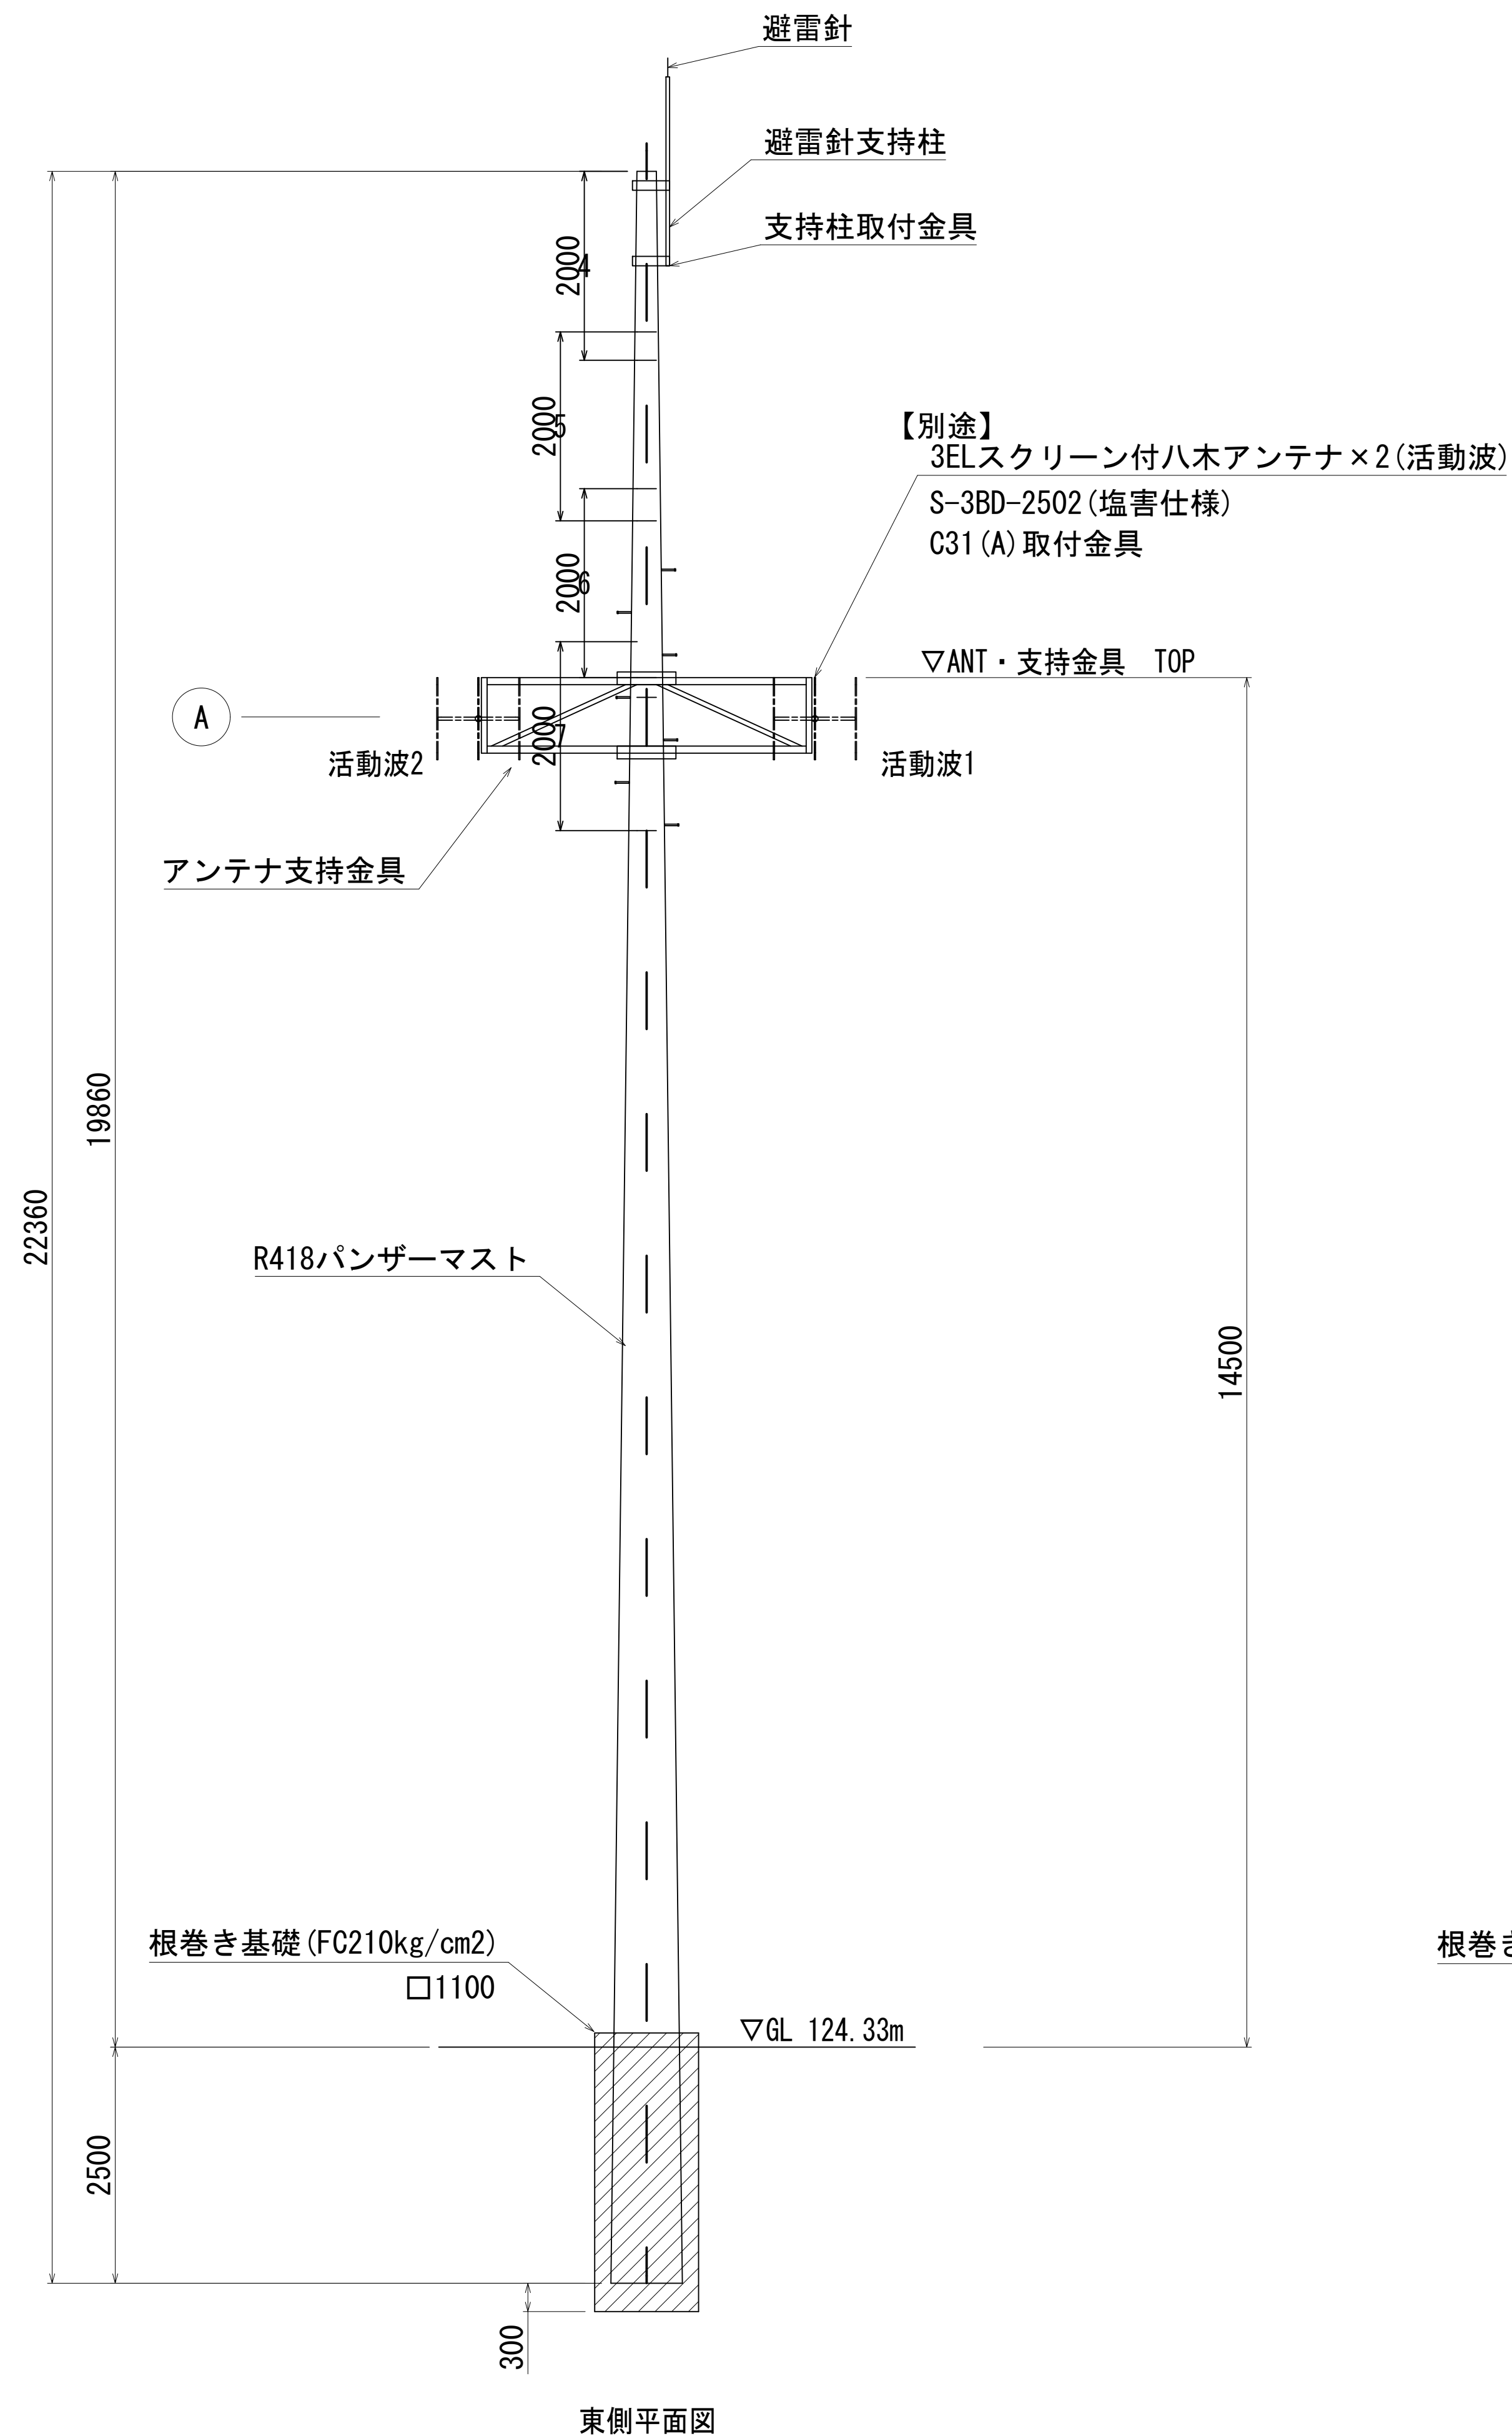 避雷針
避雷針支持柱
支持柱取付金具
2000
4
2000
5
2000
6
2000
7
【別途】
3ELスクリーン付八木アンテナ×2(活動波)
S-3BD-2502(塩害仕様)
C31(A)取付金具
▽ANT・支持金具 TOP
A
活動波2
活動波1
アンテナ支持金具
19860
22360
R418パンザーマスト
14500
根巻き基礎(FC210kg/cm2)
□1100
根巻き
▽GL 124.33m
2500
300
東側平面図